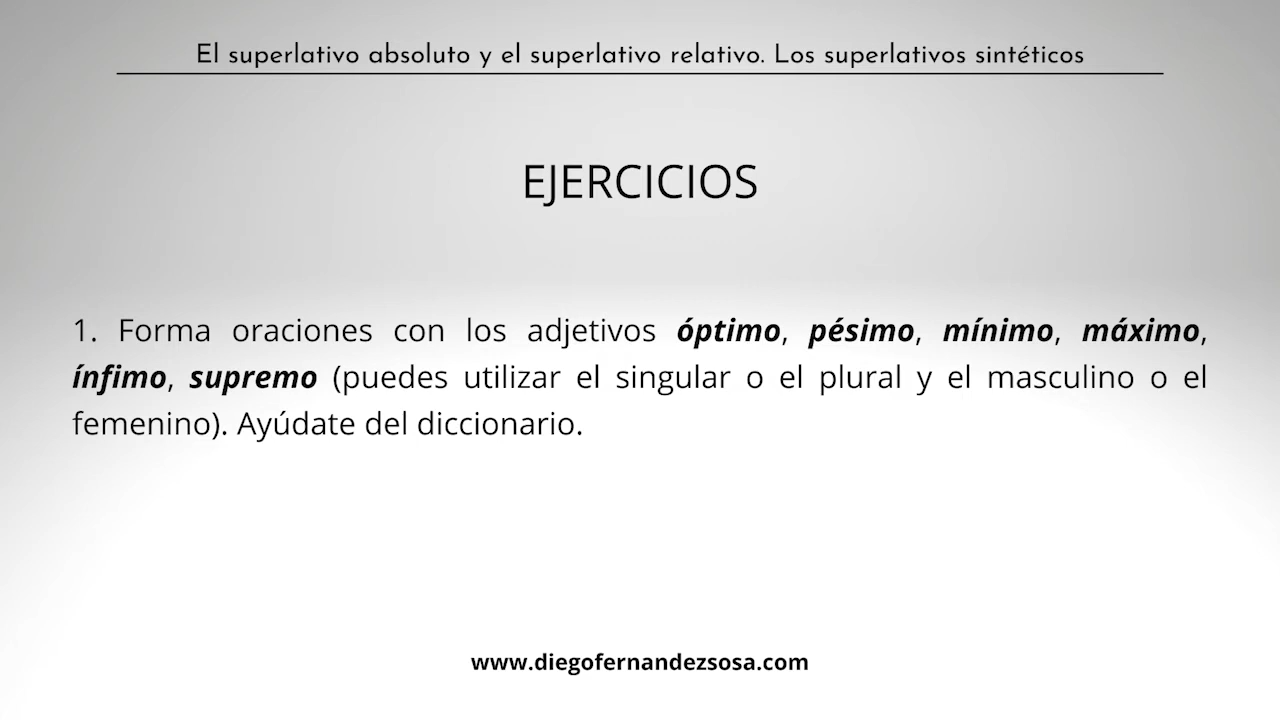 El superlativo absoluto y el superlativo relativo. Los superlativos sintéticos
EJERCICIOS
1. Forma oraciones con los adjetivos óptimo, pésimo, mínimo, máximo,
ínfimo, supremo (puedes utilizar el singular o el plural y el masculino o el
femenino). Ayúdate del diccionario.
www.diegofernandezsosa.com